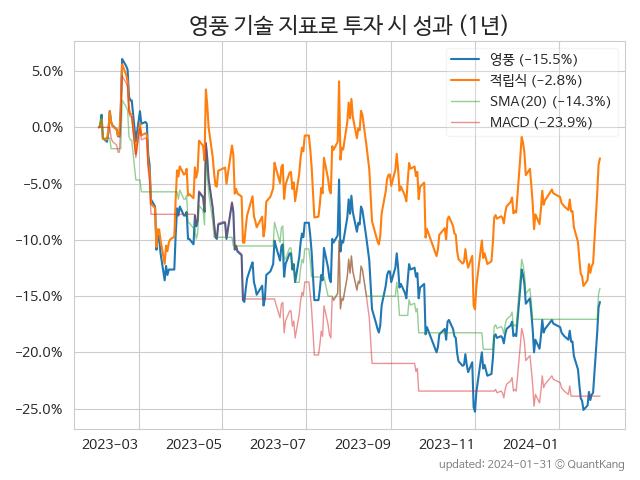 영풍 기술 지표로 투자 시 성과 (1년)
영풍 (−15.5%)
적립식 (−2.8%)
SMA(20) (−14.3%)
MACD (−23.9%)
5.0%
0.0%
−5.0%
−10.0%
−15.0%
−20.0%
−25.0%
2023-03 2023-05 2023-07 2023-09 2023-11 2024-01
updated: 2024-01-31 © QuantKang